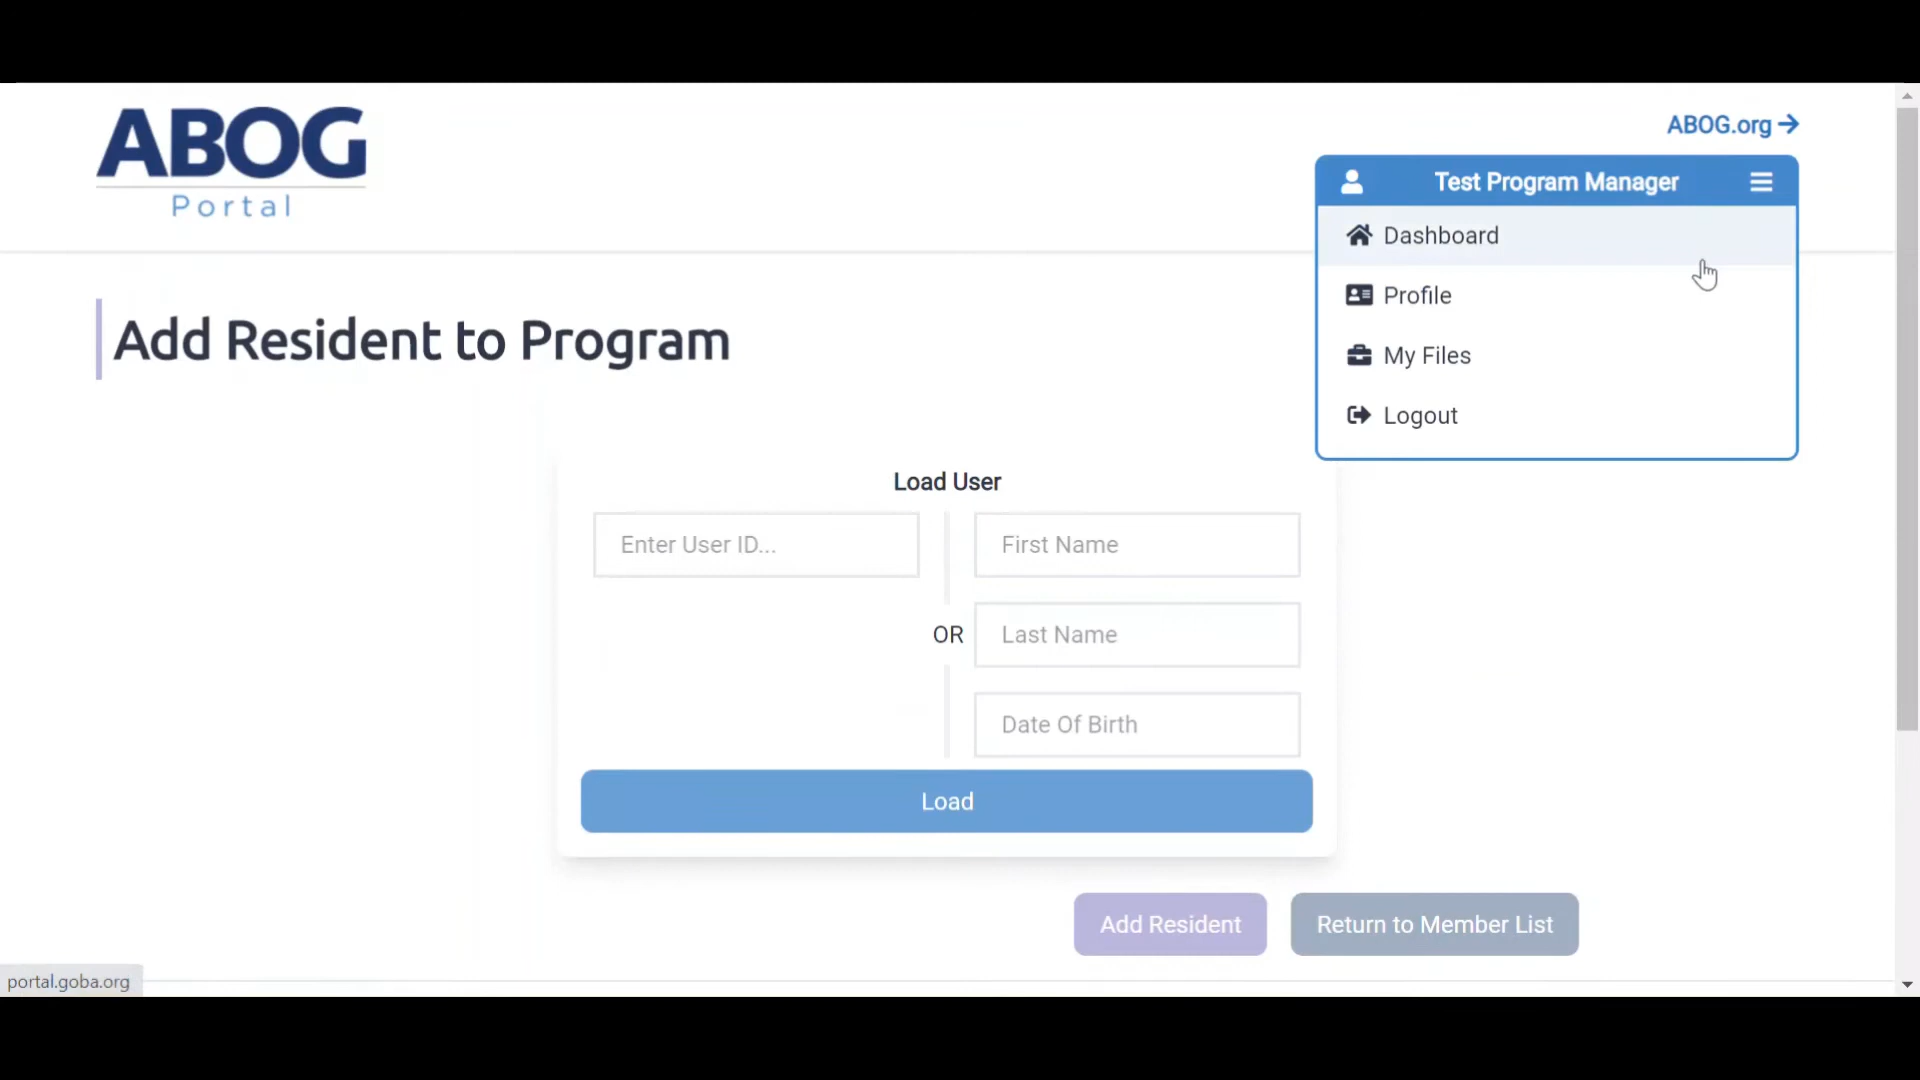 ABOG
Portal
ABOG.org
Test Program Manager
Dashboard
Profile
My Files
Logout
Add Resident to Program
Load User
Enter User ID...
First Name
OR
Last Name
Date Of Birth
Load
Add Resident
Return to Member List
portal.goba.org